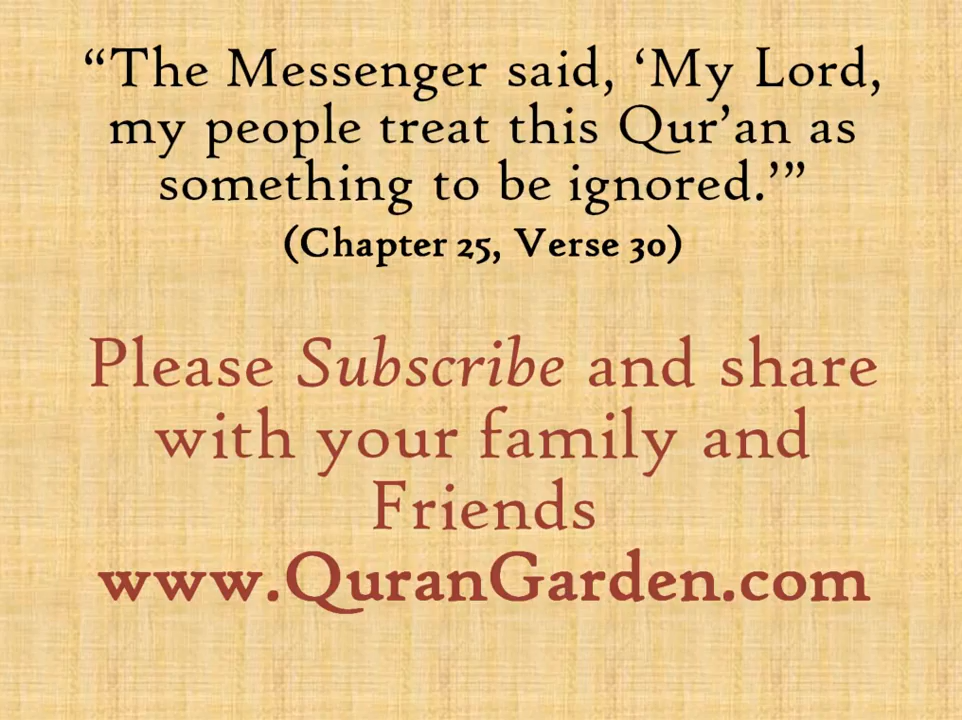 “The Messenger said, ‘My Lord,
my people treat this Qur’an as
something to be ignored.’”
(Chapter 25, Verse 30)
Please Subscribe and share
with your family and
Friends
www.QuranGarden.com